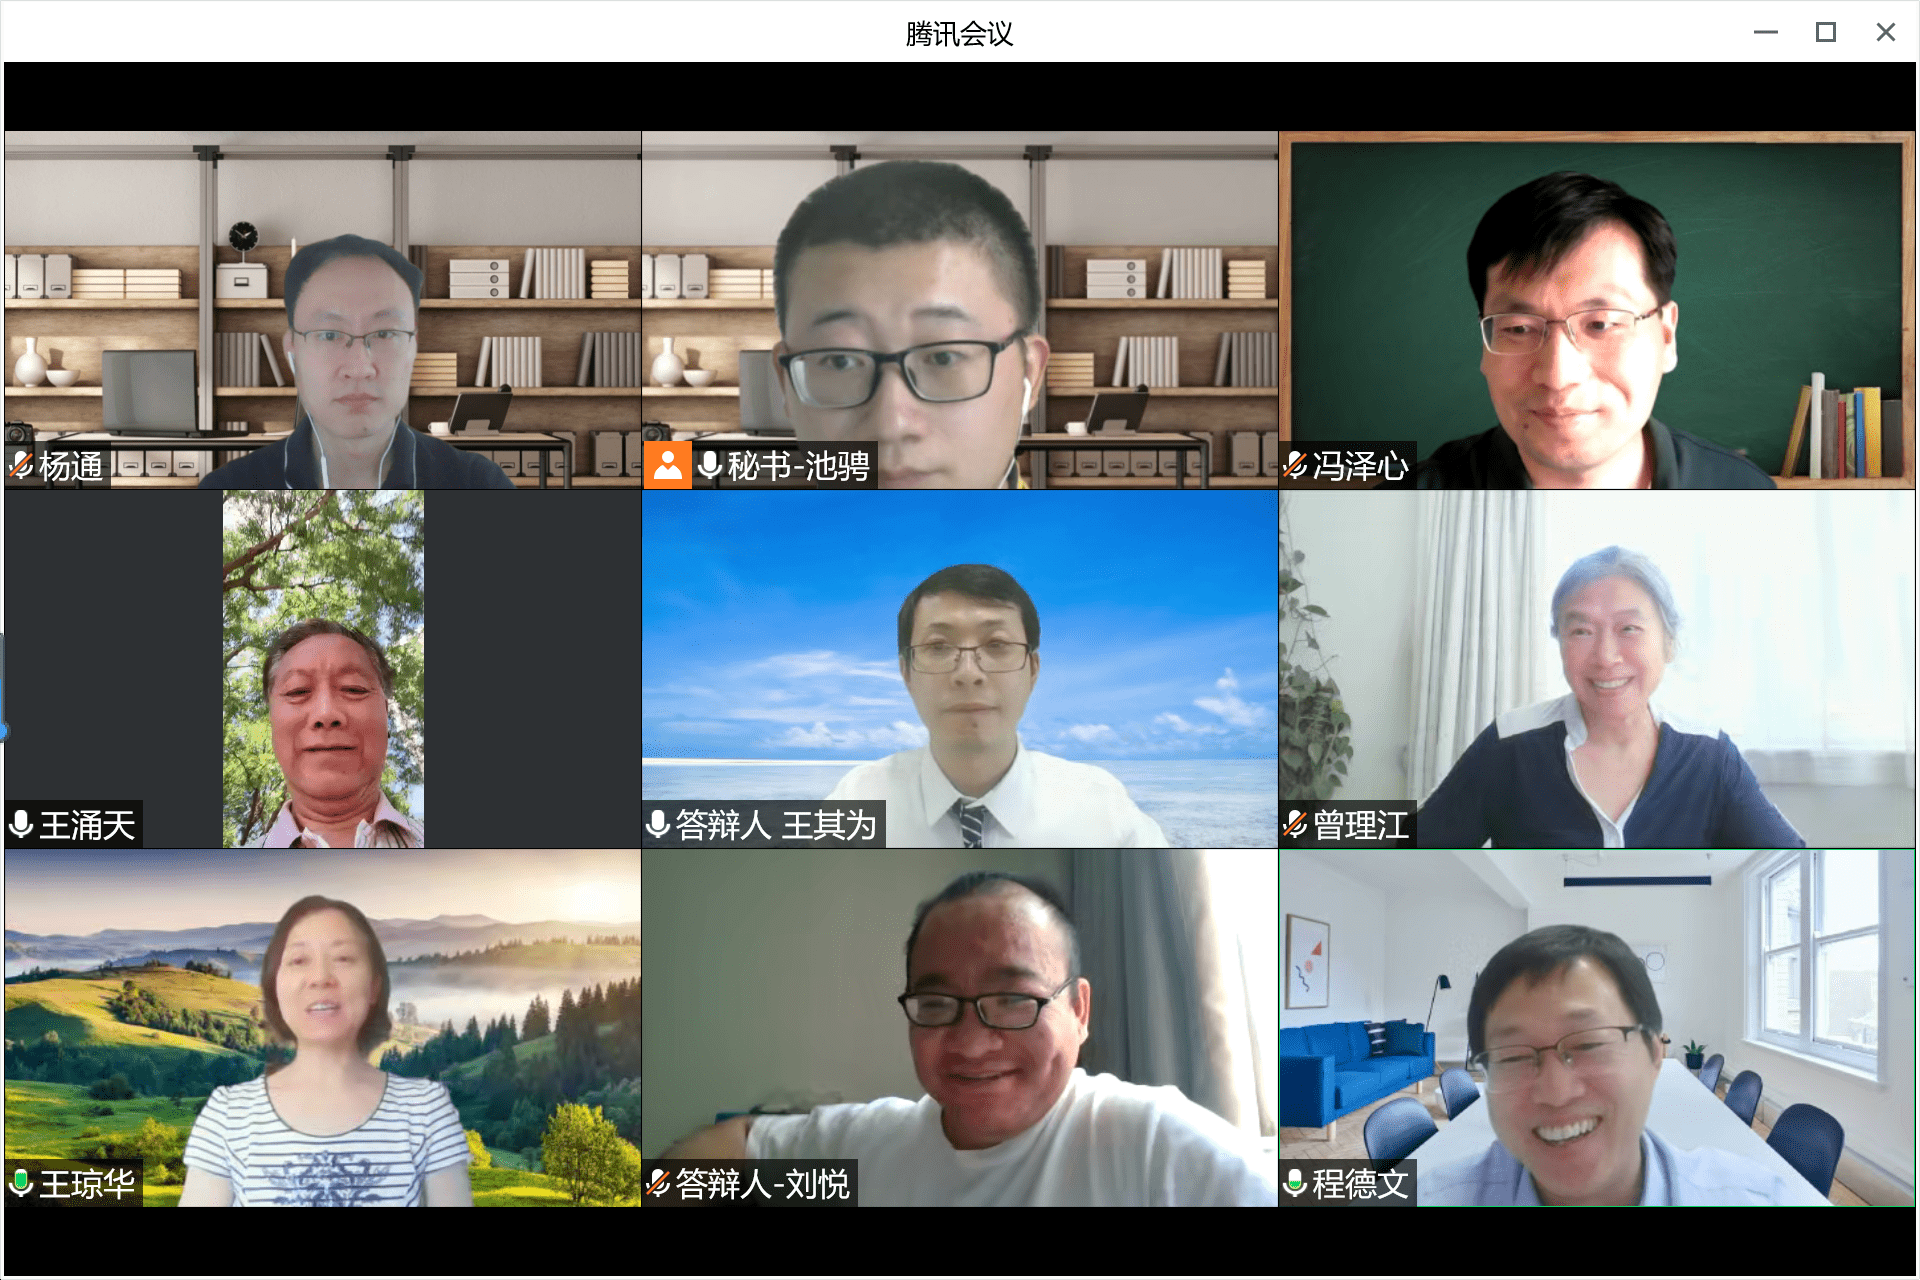 腾讯会议
杨通
秘书-池骋
冯泽心
王涌天
答辩人 王其为
曾理江
王琼华
答辩人-刘悦
程德文